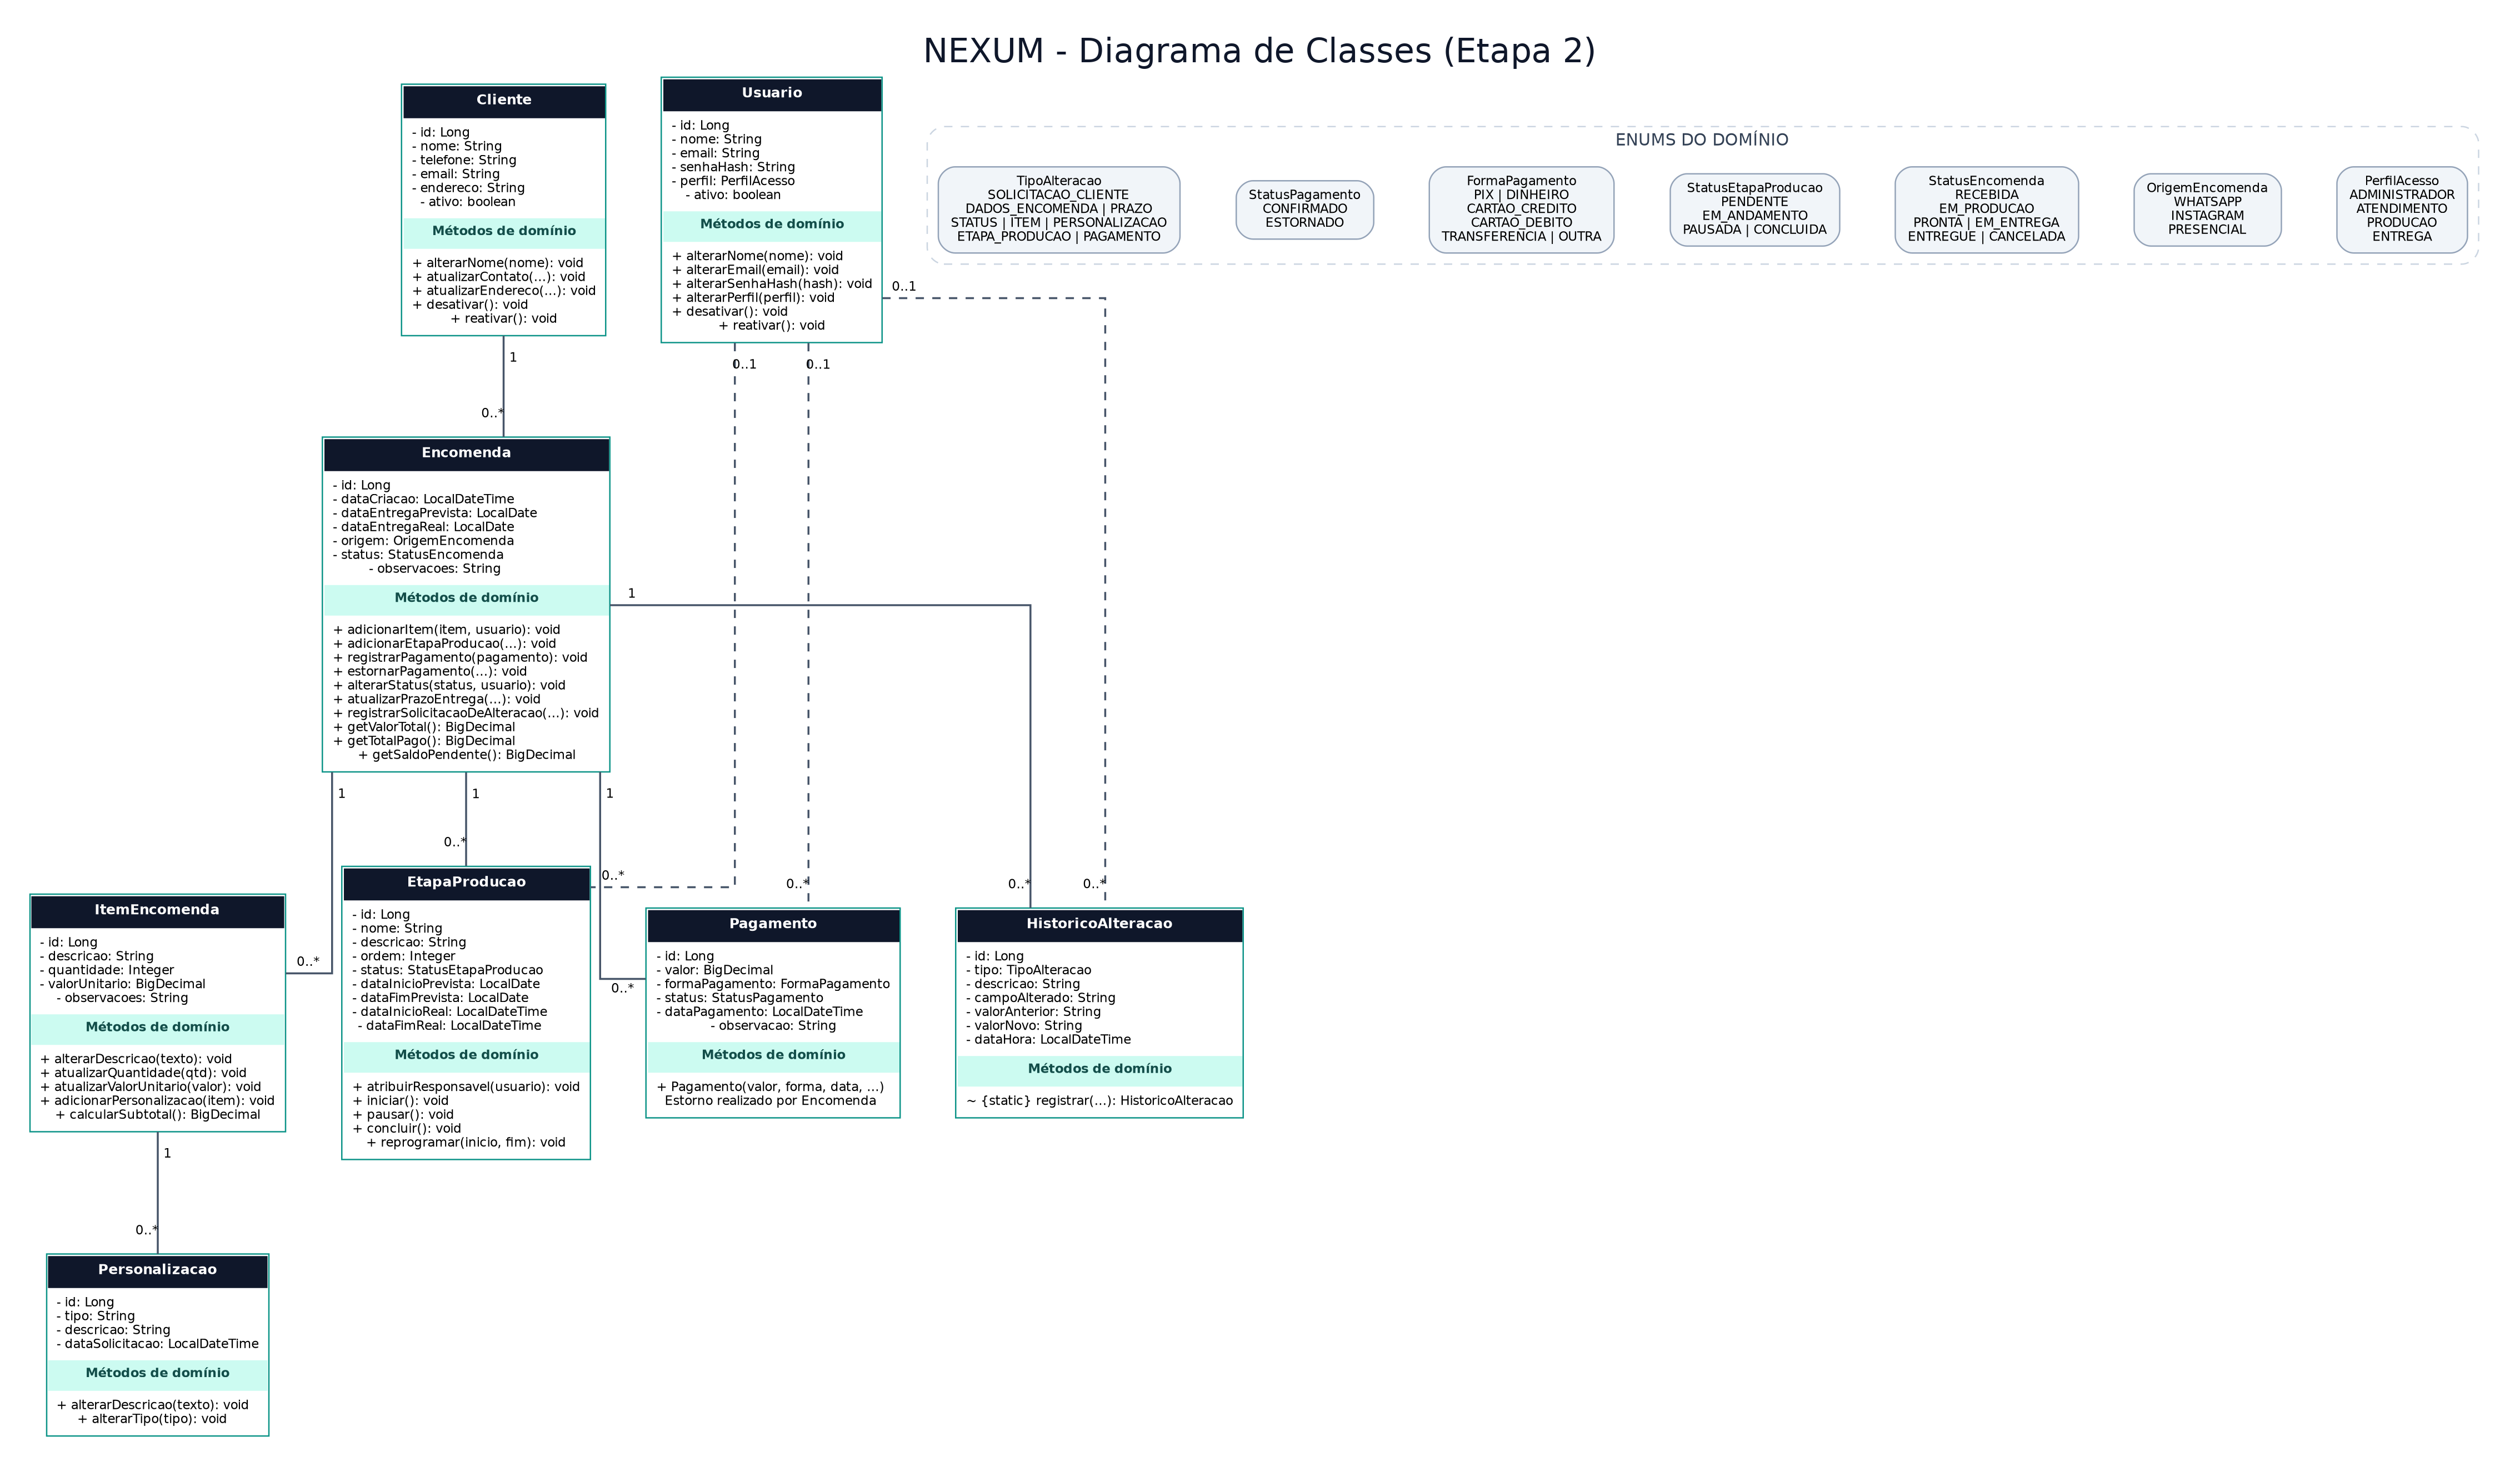 NEXUM - Diagrama de Classes (Etapa 2)
Cliente
- id: Long
- nome: String
- telefone: String
- email: String
- endereco: String
- ativo: boolean
Métodos de domínio
+ alterarNome(nome): void
+ atualizarContato(...): void
+ atualizarEndereco(...): void
+ desativar(): void
+ reativar(): void
Usuario
- id: Long
- nome: String
- email: String
- senhaHash: String
- perfil: PerfilAcesso
- ativo: boolean
Métodos de domínio
+ alterarNome(nome): void
+ alterarEmail(email): void
+ alterarSenhaHash(hash): void
+ alterarPerfil(perfil): void
+ desativar(): void
+ reativar(): void
ENUMS DO DOMÍNIO
TipoAlteracao
SOLICITACAO_CLIENTE
DADOS_ENCOMENDA | PRAZO
STATUS | ITEM | PERSONALIZACAO
ETAPA_PRODUCAO | PAGAMENTO
StatusPagamento
CONFIRMADO
ESTORNADO
FormaPagamento
PIX | DINHEIRO
CARTAO_CREDITO
CARTAO_DEBITO
TRANSFERENCIA | OUTRA
StatusEtapaProducao
PENDENTE
EM_ANDAMENTO
PAUSADA | CONCLUIDA
StatusEncomenda
RECEBIDA
EM_PRODUCAO
PRONTA | EM_ENTREGA
ENTREGUE | CANCELADA
OrigemEncomenda
WHATSAPP
INSTAGRAM
PRESENCIAL
PerfilAcesso
ADMINISTRADOR
ATENDIMENTO
PRODUCAO
ENTREGA
0..1
1
0..1
0..1
0..*
Encomenda
- id: Long
- dataCriacao: LocalDateTime
- dataEntregaPrevista: LocalDate
- dataEntregaReal: LocalDate
- origem: OrigemEncomenda
- status: StatusEncomenda
- observacoes: String
Métodos de domínio
+ adicionarItem(item, usuario): void
+ adicionarEtapaProducao(...): void
+ registrarPagamento(pagamento): void
+ estornarPagamento(...): void
+ alterarStatus(status, usuario): void
+ atualizarPrazoEntrega(...): void
+ registrarSolicitacaoDeAlteracao(...): void
+ getValorTotal(): BigDecimal
+ getTotalPago(): BigDecimal
+ getSaldoPendente(): BigDecimal
1
1
1
1
0..*
0..*
0..*
0..*
0..*
0..*
0..*
ItemEncomenda
- id: Long
- descricao: String
- quantidade: Integer
- valorUnitario: BigDecimal
- observacoes: String
Métodos de domínio
+ alterarDescricao(texto): void
+ atualizarQuantidade(qtd): void
+ atualizarValorUnitario(valor): void
+ adicionarPersonalizacao(item): void
+ calcularSubtotal(): BigDecimal
EtapaProducao
- id: Long
- nome: String
- descricao: String
- ordem: Integer
- status: StatusEtapaProducao
- dataInicioPrevista: LocalDate
- dataFimPrevista: LocalDate
- dataInicioReal: LocalDateTime
- dataFimReal: LocalDateTime
Métodos de domínio
+ atribuirResponsavel(usuario): void
+ iniciar(): void
+ pausar(): void
+ concluir(): void
+ reprogramar(inicio, fim): void
Pagamento
- id: Long
- valor: BigDecimal
- formaPagamento: FormaPagamento
- status: StatusPagamento
- dataPagamento: LocalDateTime
- observacao: String
Métodos de domínio
+ Pagamento(valor, forma, data, ...)
Estorno realizado por Encomenda
HistoricoAlteracao
- id: Long
- tipo: TipoAlteracao
- descricao: String
- campoAlterado: String
- valorAnterior: String
- valorNovo: String
- dataHora: LocalDateTime
Métodos de domínio
~ {static} registrar(...): HistoricoAlteracao
1
0..*
Personalizacao
- id: Long
- tipo: String
- descricao: String
- dataSolicitacao: LocalDateTime
Métodos de domínio
+ alterarDescricao(texto): void
+ alterarTipo(tipo): void